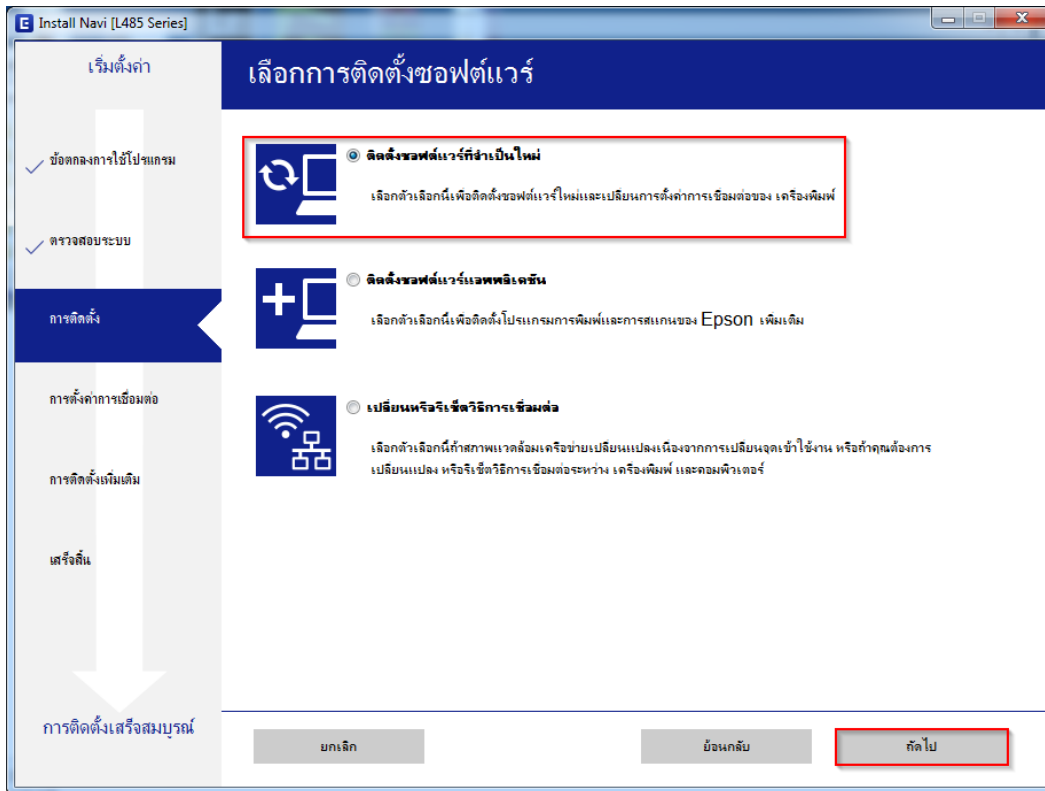 Install Navi [L485 Series]
เริ่มตั้งค่า
ข้อตกลงการใช้โปรแกรม
ตรวจสอบระบบ
การติดตั้ง
การตั้งค่าการเชื่อมต่อ
การติดตั้งเพิ่มเติม
เสร็จสิ้น
การติดตั้งเสร็จสมบูรณ์
เลือกการติดตั้งซอฟต์แวร์
ติดตั้งซอฟต์แวร์ที่จำเป็นใหม่
เลือกตัวเลือกนี้เพื่อติดตั้งซอฟต์แวร์ใหม่และเปลี่ยนการตั้งค่าการเชื่อมต่อของ เครื่องพิมพ์
ติดตั้งซอฟต์แวร์แอพพลิเคชัน
เลือกตัวเลือกนี้เพื่อติดตั้งโปรแกรมการพิมพ์และการสแกนของ Epson เพิ่มเติม
เปลี่ยนหรือรีเซ็ตวิธีการเชื่อมต่อ
เลือกตัวเลือกนี้ถ้าสภาพแวดล้อมเครือข่ายเปลี่ยนแปลงเนื่องจากการเปลี่ยนจุดเข้าใช้งาน หรือถ้าคุณต้องการ
เปลี่ยนแปลง หรือรีเซ็ตวิธีการเชื่อมต่อระหว่าง เครื่องพิมพ์ และคอมพิวเตอร์
ยกเลิก
ย้อนกลับ
ถัดไป